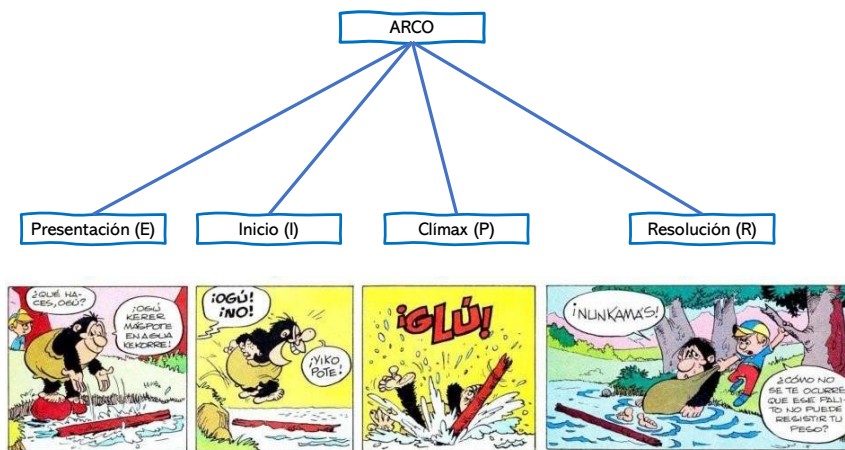 ARCO
Presentación (E)
Inicio (I)
Clímax (P)
Resolución (R)
¿QUÉ HA-
CES, OGÚ?
¡OGÚ
KERER
MÁSPOTE
EN AGUA
KEKORRE!
¡OGÚ!
¡NO!
¡YIKO
POTE!
¡GLÚ!
¡NUNKAMÁS!
¿CÓMO NO
SE TE OCURRE
QUE ESE PALI-
TO NO PUEDE
RESISTIR TU
PESO?